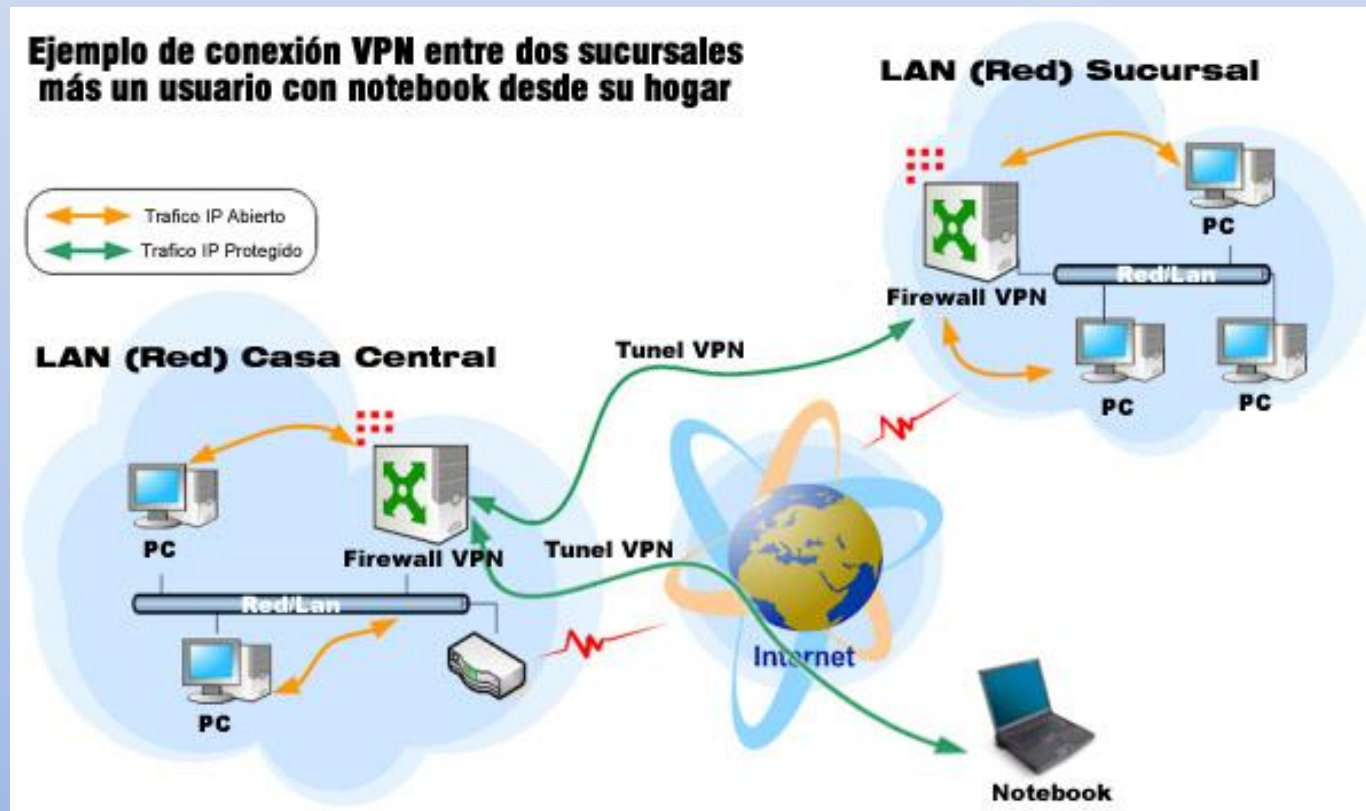 Ejemplo de conexión VPN entre dos sucursales
más un usuario con notebook desde su hogar
LAN (Red) Sucursal
Trafico IP Abierto
Trafico IP Protegido
PC
Red/Lan
Firewall VPN
PC
PC
LAN (Red) Casa Central
Tunel VPN
PC
Firewall VPN
Tunel VPN
Red/Lan
PC
Internet
Notebook